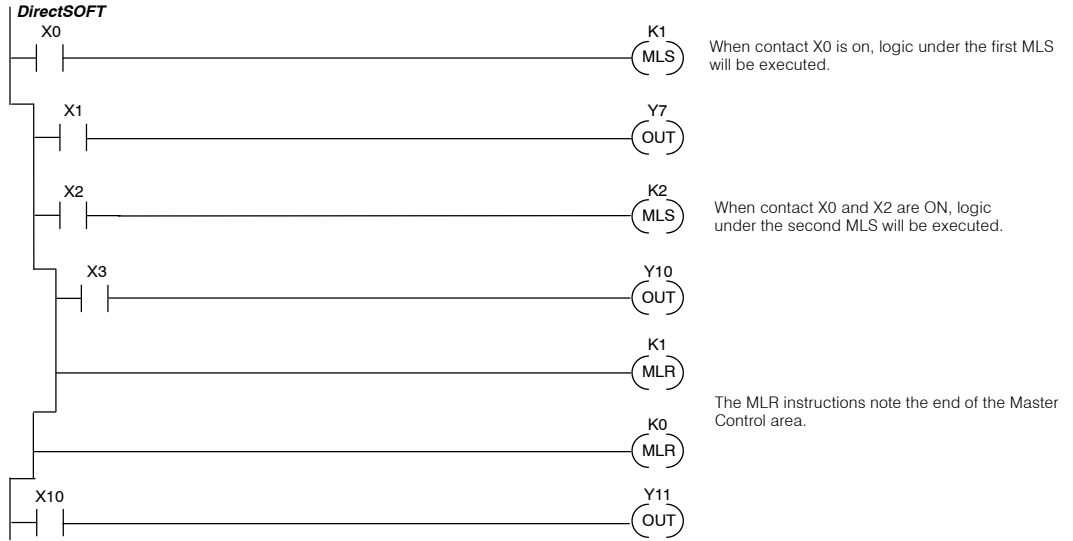 DirectSOFT
X0
K1
MLS
When contact X0 is on, logic under the first MLS
will be executed.
X1
Y7
OUT
X2
K2
MLS
When contact X0 and X2 are ON, logic
under the second MLS will be executed.
X3
Y10
OUT
K1
MLR
The MLR instructions note the end of the Master
Control area.
K0
MLR
X10
Y11
OUT